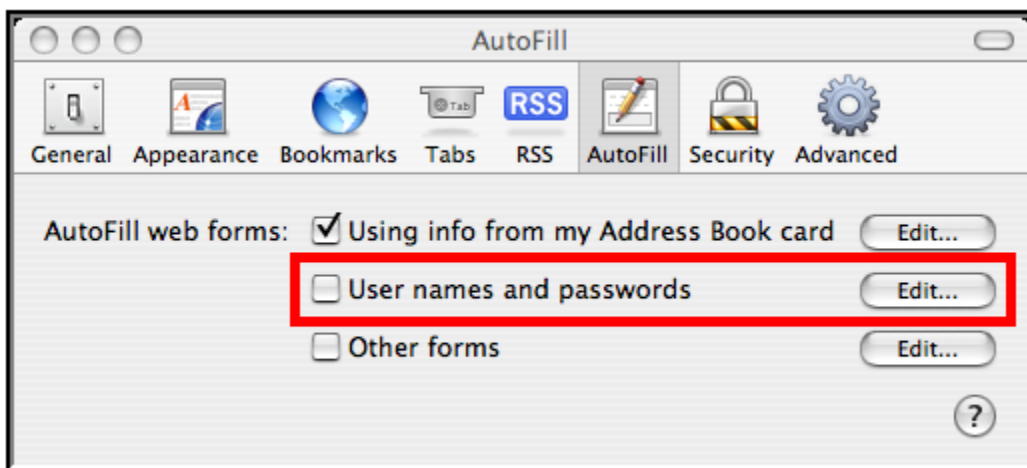 AutoFill
Tab RSS
General Appearance Bookmarks Tabs RSS AutoFill Security Advanced
AutoFill web forms: Using info from my Address Book card Edit...
User names and passwords Edit...
Other forms Edit...
?